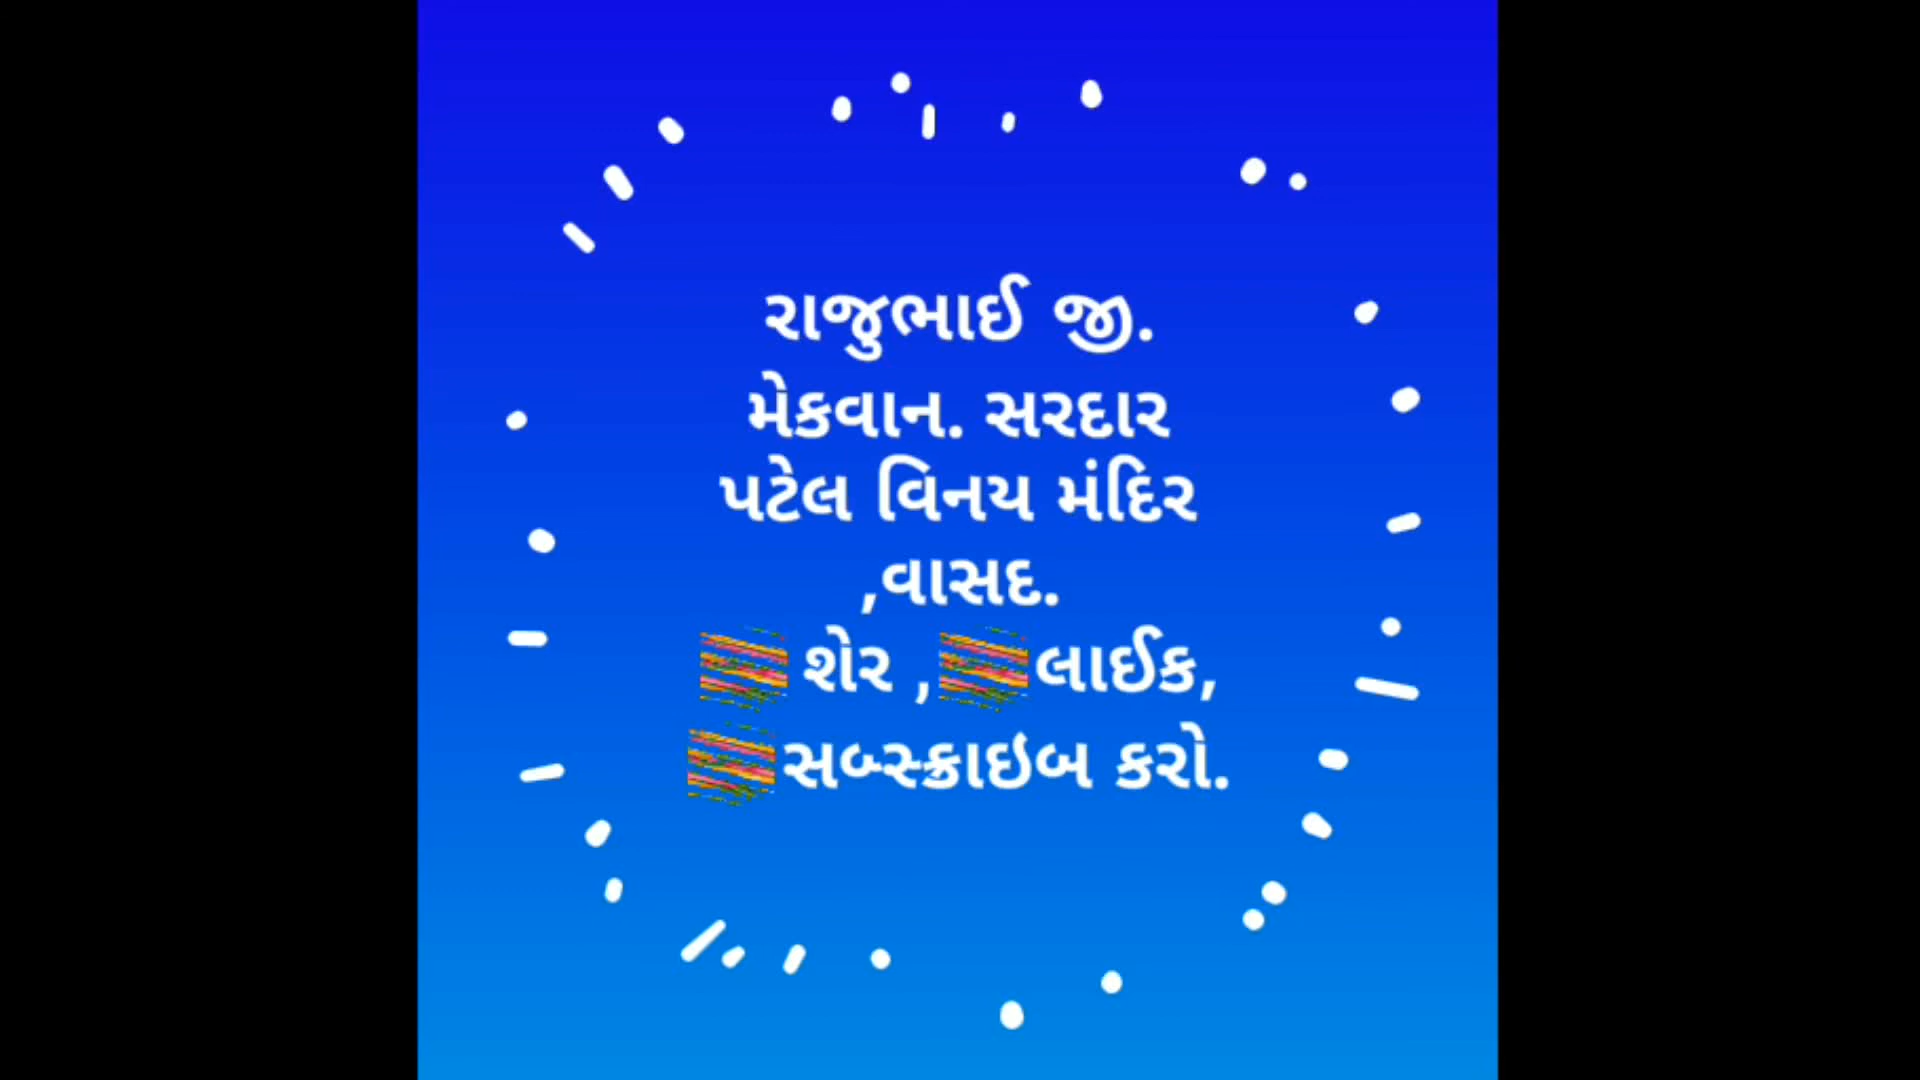 રાજુભાઈ જી.
મેકવાન. સરદાર
પટેલ વિનય મંદિર
,વાસદ.
શેર ,લાઈક,
સબ્સ્ક્રાઇબ કરો.